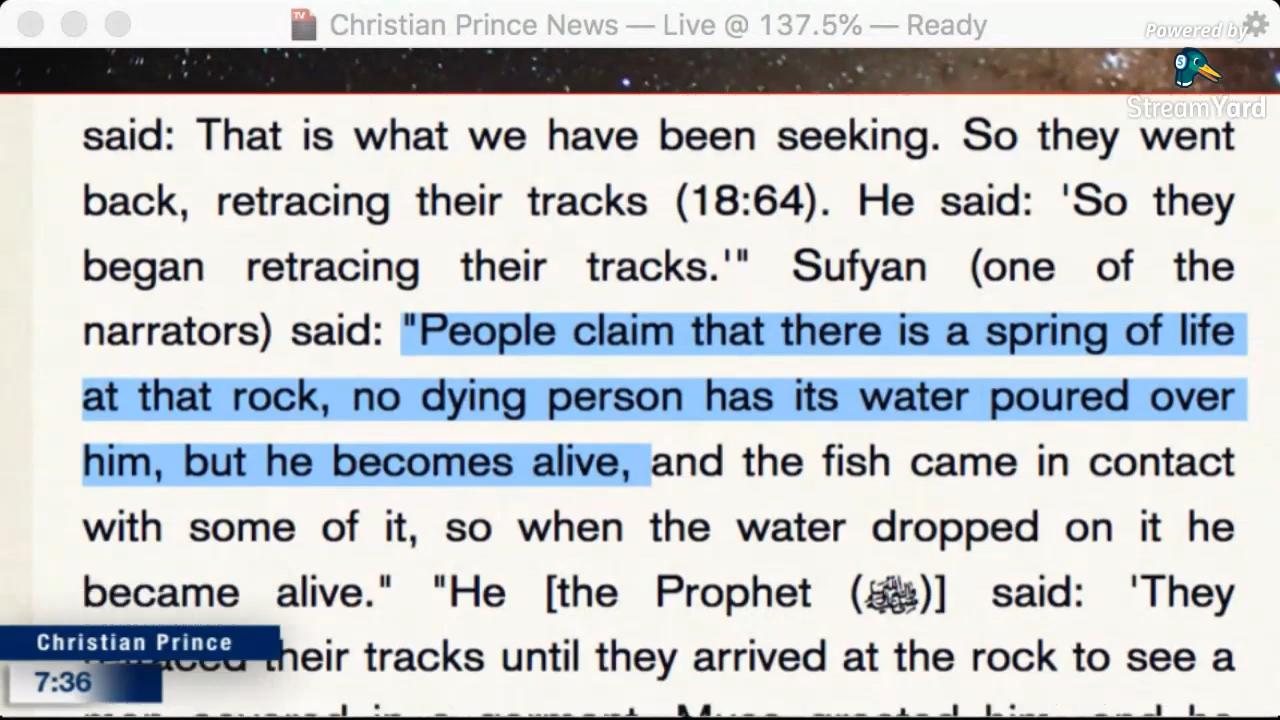 Christian Prince News — Live @ 137.5% — Ready
Powered by
StreamYard
said: That is what we have been seeking. So they went
back, retracing their tracks (18:64). He said: 'So they
began retracing their tracks.'" Sufyan (one of the
narrators) said: "People claim that there is a spring of life
at that rock, no dying person has its water poured over
him, but he becomes alive, and the fish came in contact
with some of it, so when the water dropped on it he
became alive." "He [the Prophet (ﷺ)] said: 'They
their tracks until they arrived at the rock to see a
Christian Prince
7:36